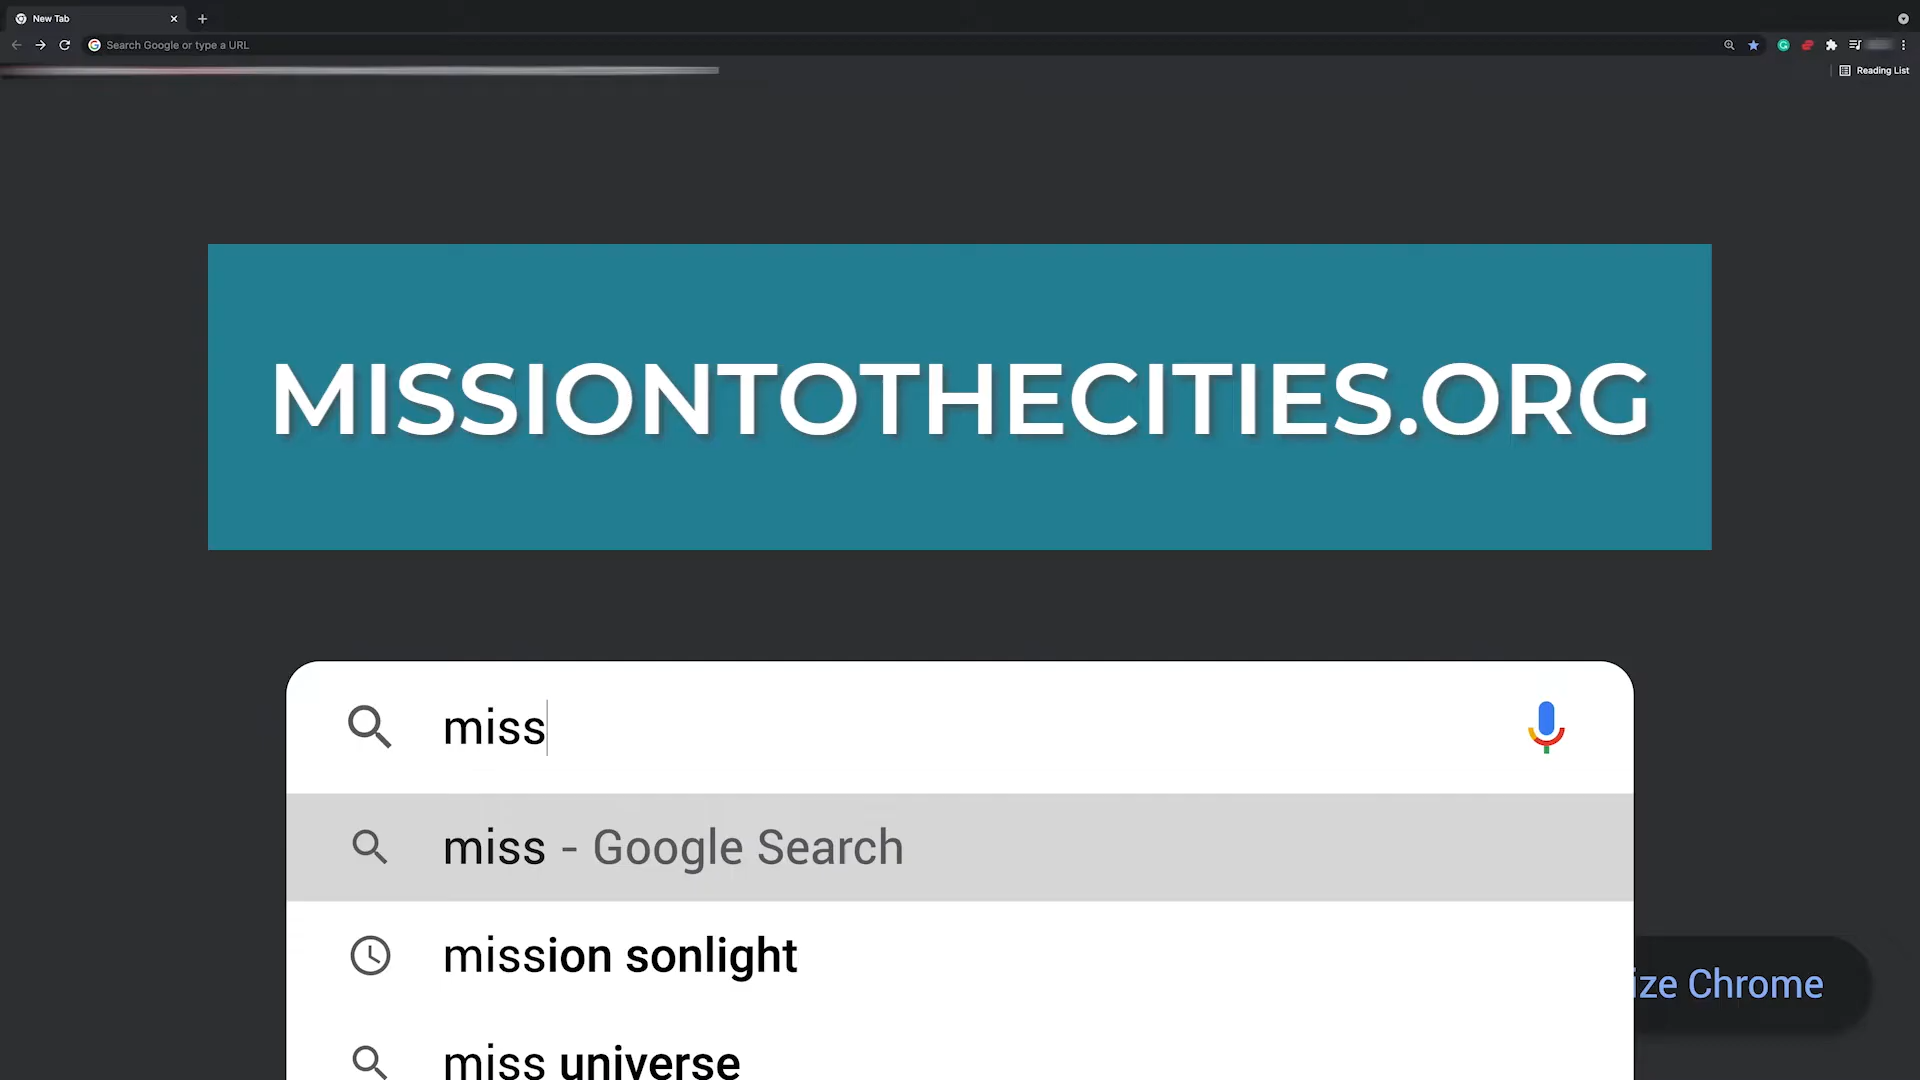 New Tab
Search Google or type a URL
Reading List
MISSIONTOTHECITIES.ORG
miss
miss - Google Search
mission sonlight
ize Chrome
miss universe